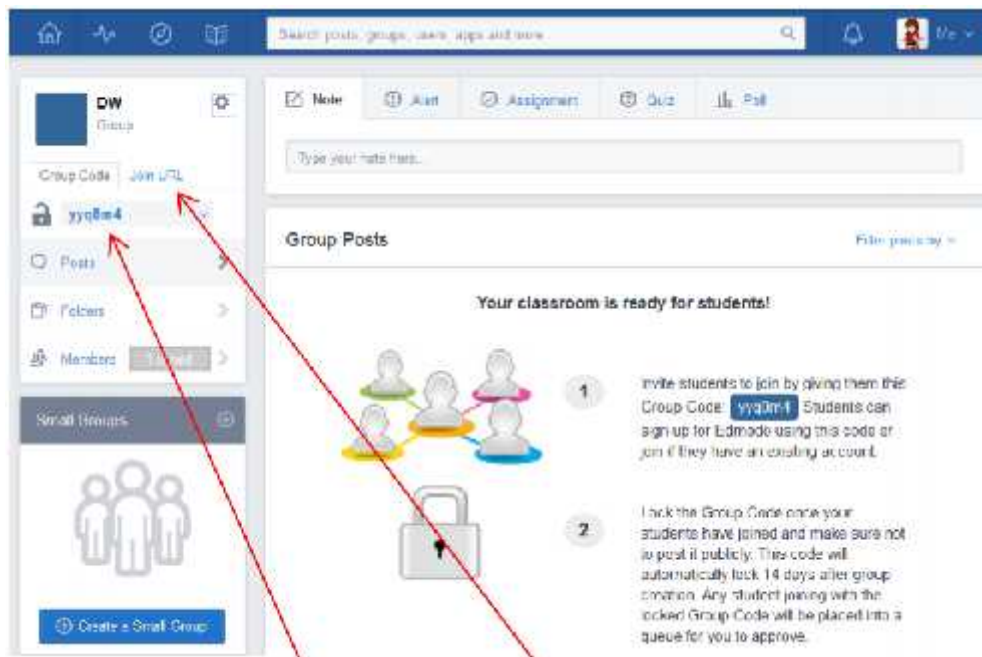 Search posts, groups, users, apps and more
Me
DW
Group
Group Code Join URL
Posts
Folders
Members
Small Groups
Create a Small Group
Note Alert Assignment Quiz Poll
Type your note here...
Group Posts
Filter posts by
Your classroom is ready for students!
1
Invite students to join by giving them this
Group Code: Students can
sign up for Edmodo using this code or
join if they have an existing account.
2
Lock the Group Code once your
students have joined and make sure not
to post it publicly. This code will
automatically lock 14 days after group
creation. Any student joining with the
locked Group Code will be placed into a
queue for you to approve.